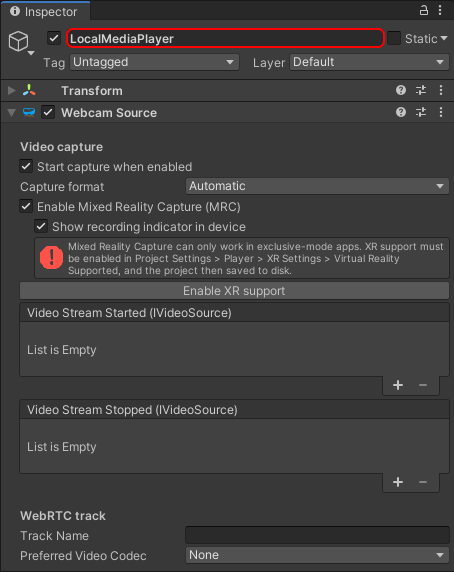 Inspector
LocalMediaPlayer Static
Tag Untagged Layer Default
Transform
Webcam Source
Video capture
Start capture when enabled
Capture format Automatic
Enable Mixed Reality Capture (MRC)
Show recording indicator in device
Mixed Reality Capture can only work in exclusive-mode apps. XR support must
be enabled in Project Settings > Player > XR Settings > Virtual Reality
Supported, and the project then saved to disk.
Enable XR support
Video Stream Started (IVideoSource)
List is Empty
Video Stream Stopped (IVideoSource)
List is Empty
WebRTC track
Track Name
Preferred Video Codec None